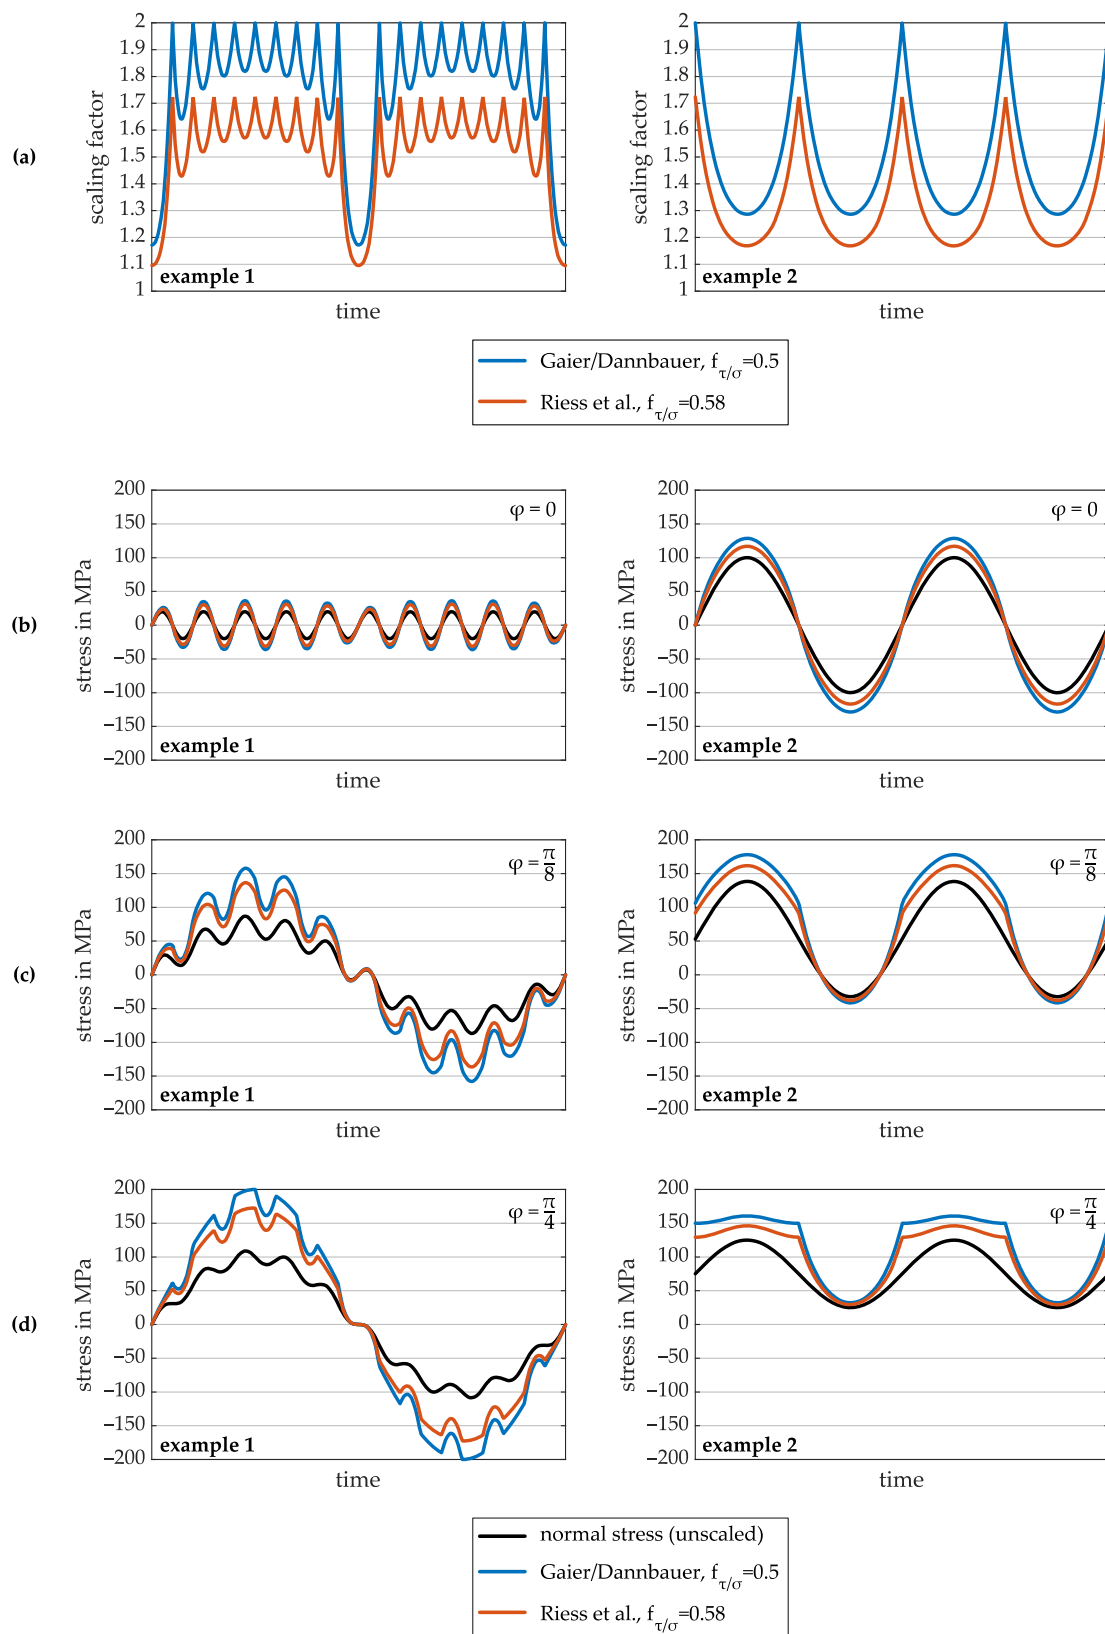 (a)
scaling factor
2
1.9
1.8
1.7
1.6
1.5
1.4
1.3
1.2
1.1
1
example 1
time
scaling factor
2
1.9
1.8
1.7
1.6
1.5
1.4
1.3
1.2
1.1
1
example 2
time
Gaier/Dannbauer, f_τ/σ=0.5
Riess et al., f_τ/σ=0.58
(b)
stress in MPa
200
150
100
50
0
−50
−100
−150
−200
φ = 0
example 1
time
stress in MPa
200
150
100
50
0
−50
−100
−150
−200
φ = 0
example 2
time
(c)
stress in MPa
200
150
100
50
0
−50
−100
−150
−200
φ = π/8
example 1
time
stress in MPa
200
150
100
50
0
−50
−100
−150
−200
φ = π/8
example 2
time
(d)
stress in MPa
200
150
100
50
0
−50
−100
−150
−200
φ = π/4
example 1
time
stress in MPa
200
150
100
50
0
−50
−100
−150
−200
φ = π/4
example 2
time
normal stress (unscaled)
Gaier/Dannbauer, f_τ/σ=0.5
Riess et al., f_τ/σ=0.58